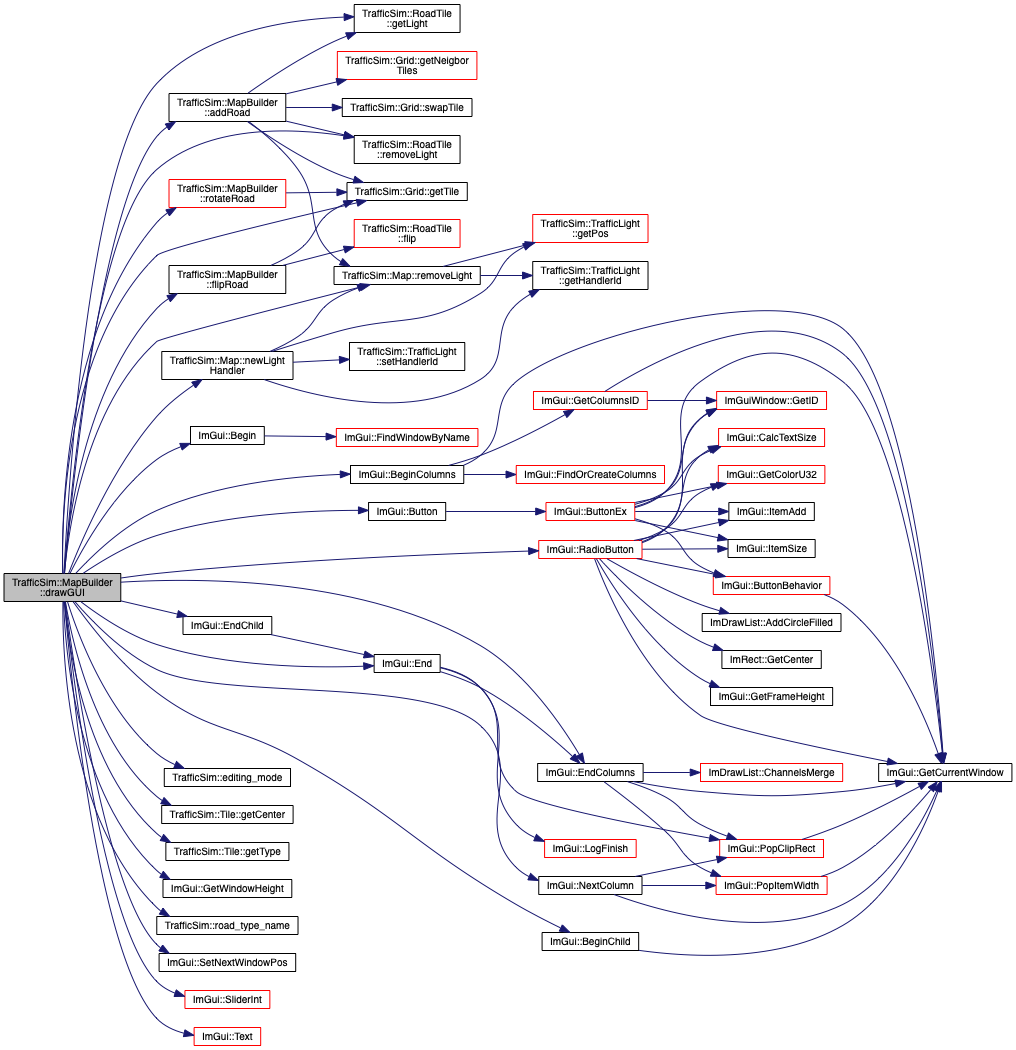 TrafficSim::RoadTile
::getLight
TrafficSim::Grid::getNeigbor
Tiles
TrafficSim::MapBuilder
::addRoad
TrafficSim::Grid::swapTile
TrafficSim::RoadTile
::removeLight
TrafficSim::MapBuilder
::rotateRoad
TrafficSim::Grid::getTile
TrafficSim::RoadTile
::flip
TrafficSim::TrafficLight
::getPos
TrafficSim::MapBuilder
::flipRoad
TrafficSim::Map::removeLight
TrafficSim::TrafficLight
::getHandlerId
TrafficSim::Map::newLight
Handler
TrafficSim::TrafficLight
::setHandlerId
ImGui::GetColumnsID
ImGuiWindow::GetID
ImGui::Begin
ImGui::FindWindowByName
ImGui::CalcTextSize
ImGui::BeginColumns
ImGui::FindOrCreateColumns
ImGui::GetColorU32
ImGui::Button
ImGui::ButtonEx
ImGui::ItemAdd
ImGui::RadioButton
ImGui::ItemSize
TrafficSim::MapBuilder
::drawGUI
ImGui::ButtonBehavior
ImGui::EndChild
ImDrawList::AddCircleFilled
ImGui::End
ImRect::GetCenter
ImGui::GetFrameHeight
TrafficSim::editing_mode
ImGui::EndColumns
ImDrawList::ChannelsMerge
ImGui::GetCurrentWindow
TrafficSim::Tile::getCenter
TrafficSim::Tile::getType
ImGui::LogFinish
ImGui::PopClipRect
ImGui::GetWindowHeight
ImGui::NextColumn
ImGui::PopItemWidth
TrafficSim::road_type_name
ImGui::BeginChild
ImGui::SetNextWindowPos
ImGui::SliderInt
ImGui::Text